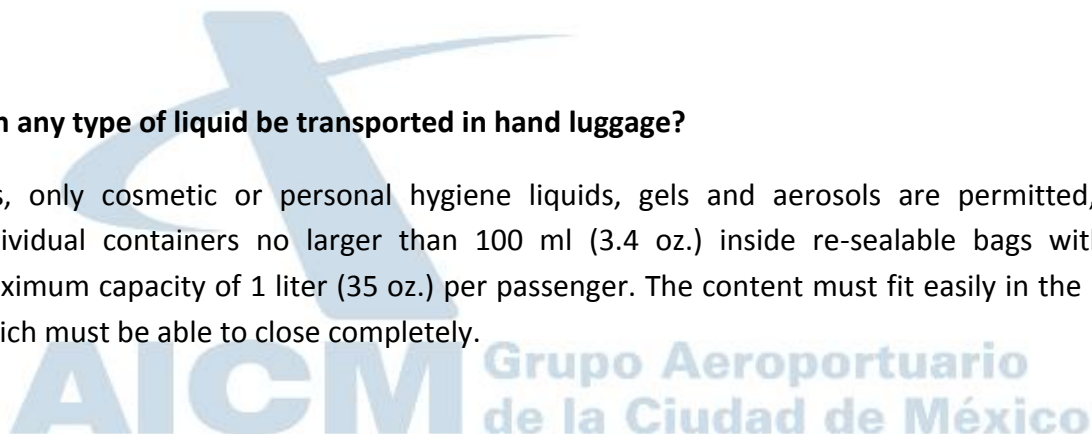 n any type of liquid be transported in hand luggage?
s, only cosmetic or personal hygiene liquids, gels and aerosols are permitted,
ividual containers no larger than 100 ml (3.4 oz.) inside re-sealable bags with
ximum capacity of 1 liter (35 oz.) per passenger. The content must fit easily in the
ich must be able to close completely.
AICM Grupo Aeroportuario
de la Ciudad de México